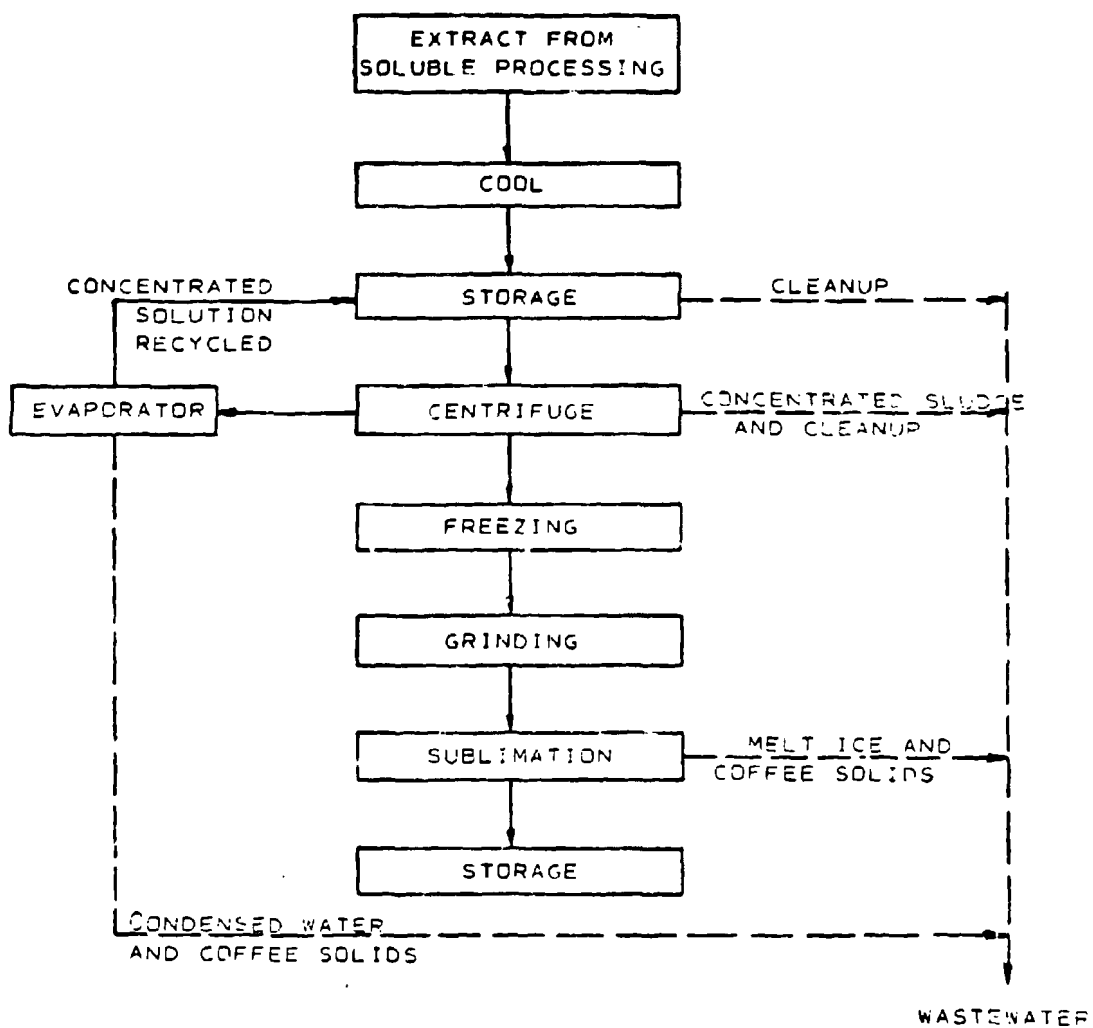 EXTRACT FROM
SOLUBLE PROCESSING
COOL
CONCENTRATED
SOLUTION
RECYCLED
STORAGE
CLEANUP
EVAPORATOR
CENTRIFUGE
CONCENTRATED SLUDGE
AND CLEANUP
FREEZING
GRINDING
SUBLIMATION
MELT ICE AND
COFFEE SOLIDS
STORAGE
CONDENSED WATER
AND COFFEE SOLIDS
WASTEWATER